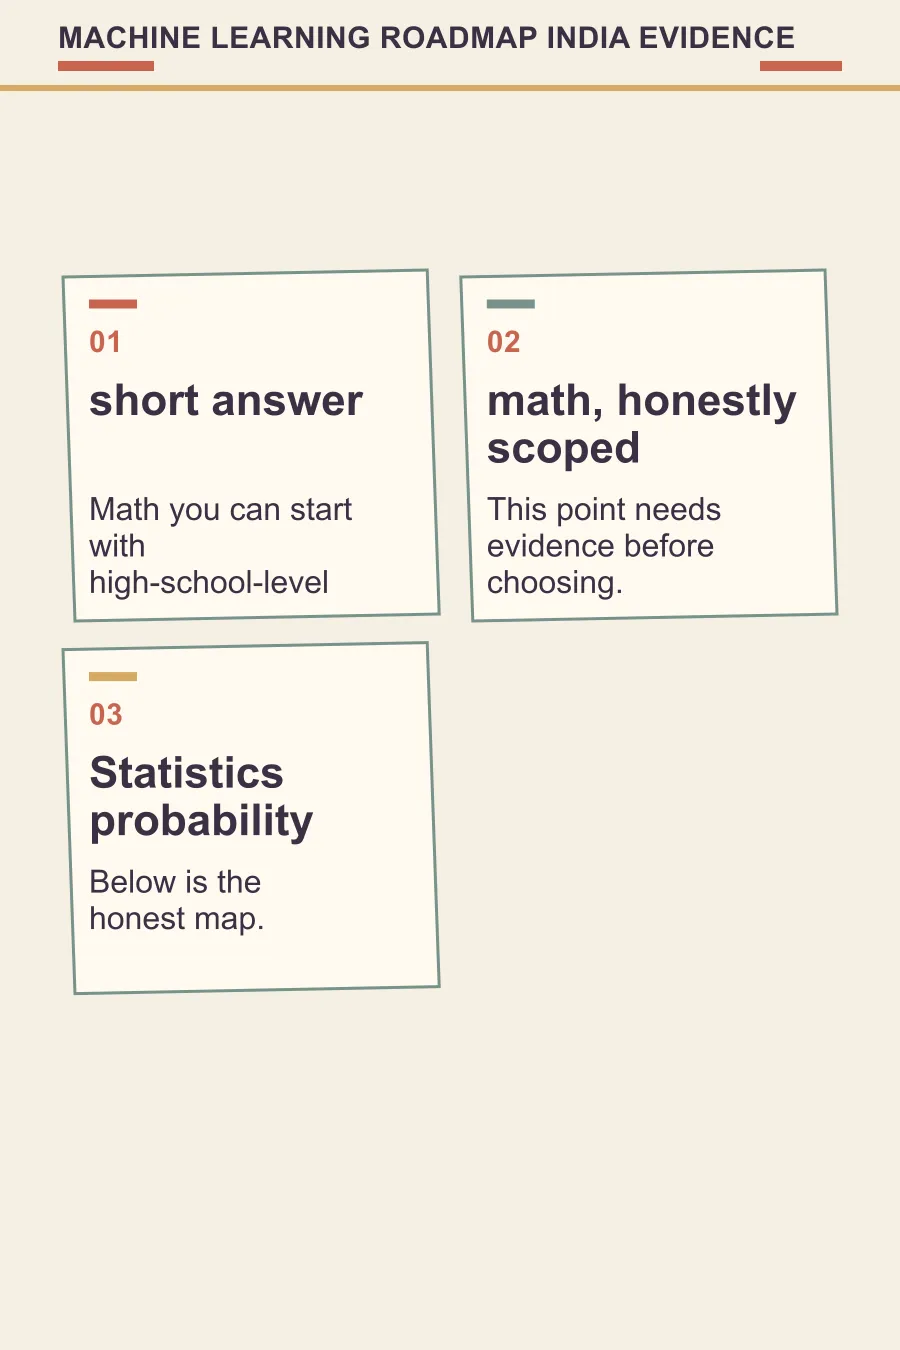 MACHINE LEARNING ROADMAP INDIA EVIDENCE
01
short answer
Math you can start
with
high-school-level
02
math, honestly
scoped
This point needs
evidence before
choosing.
03
Statistics
probability
Below is the
honest map.